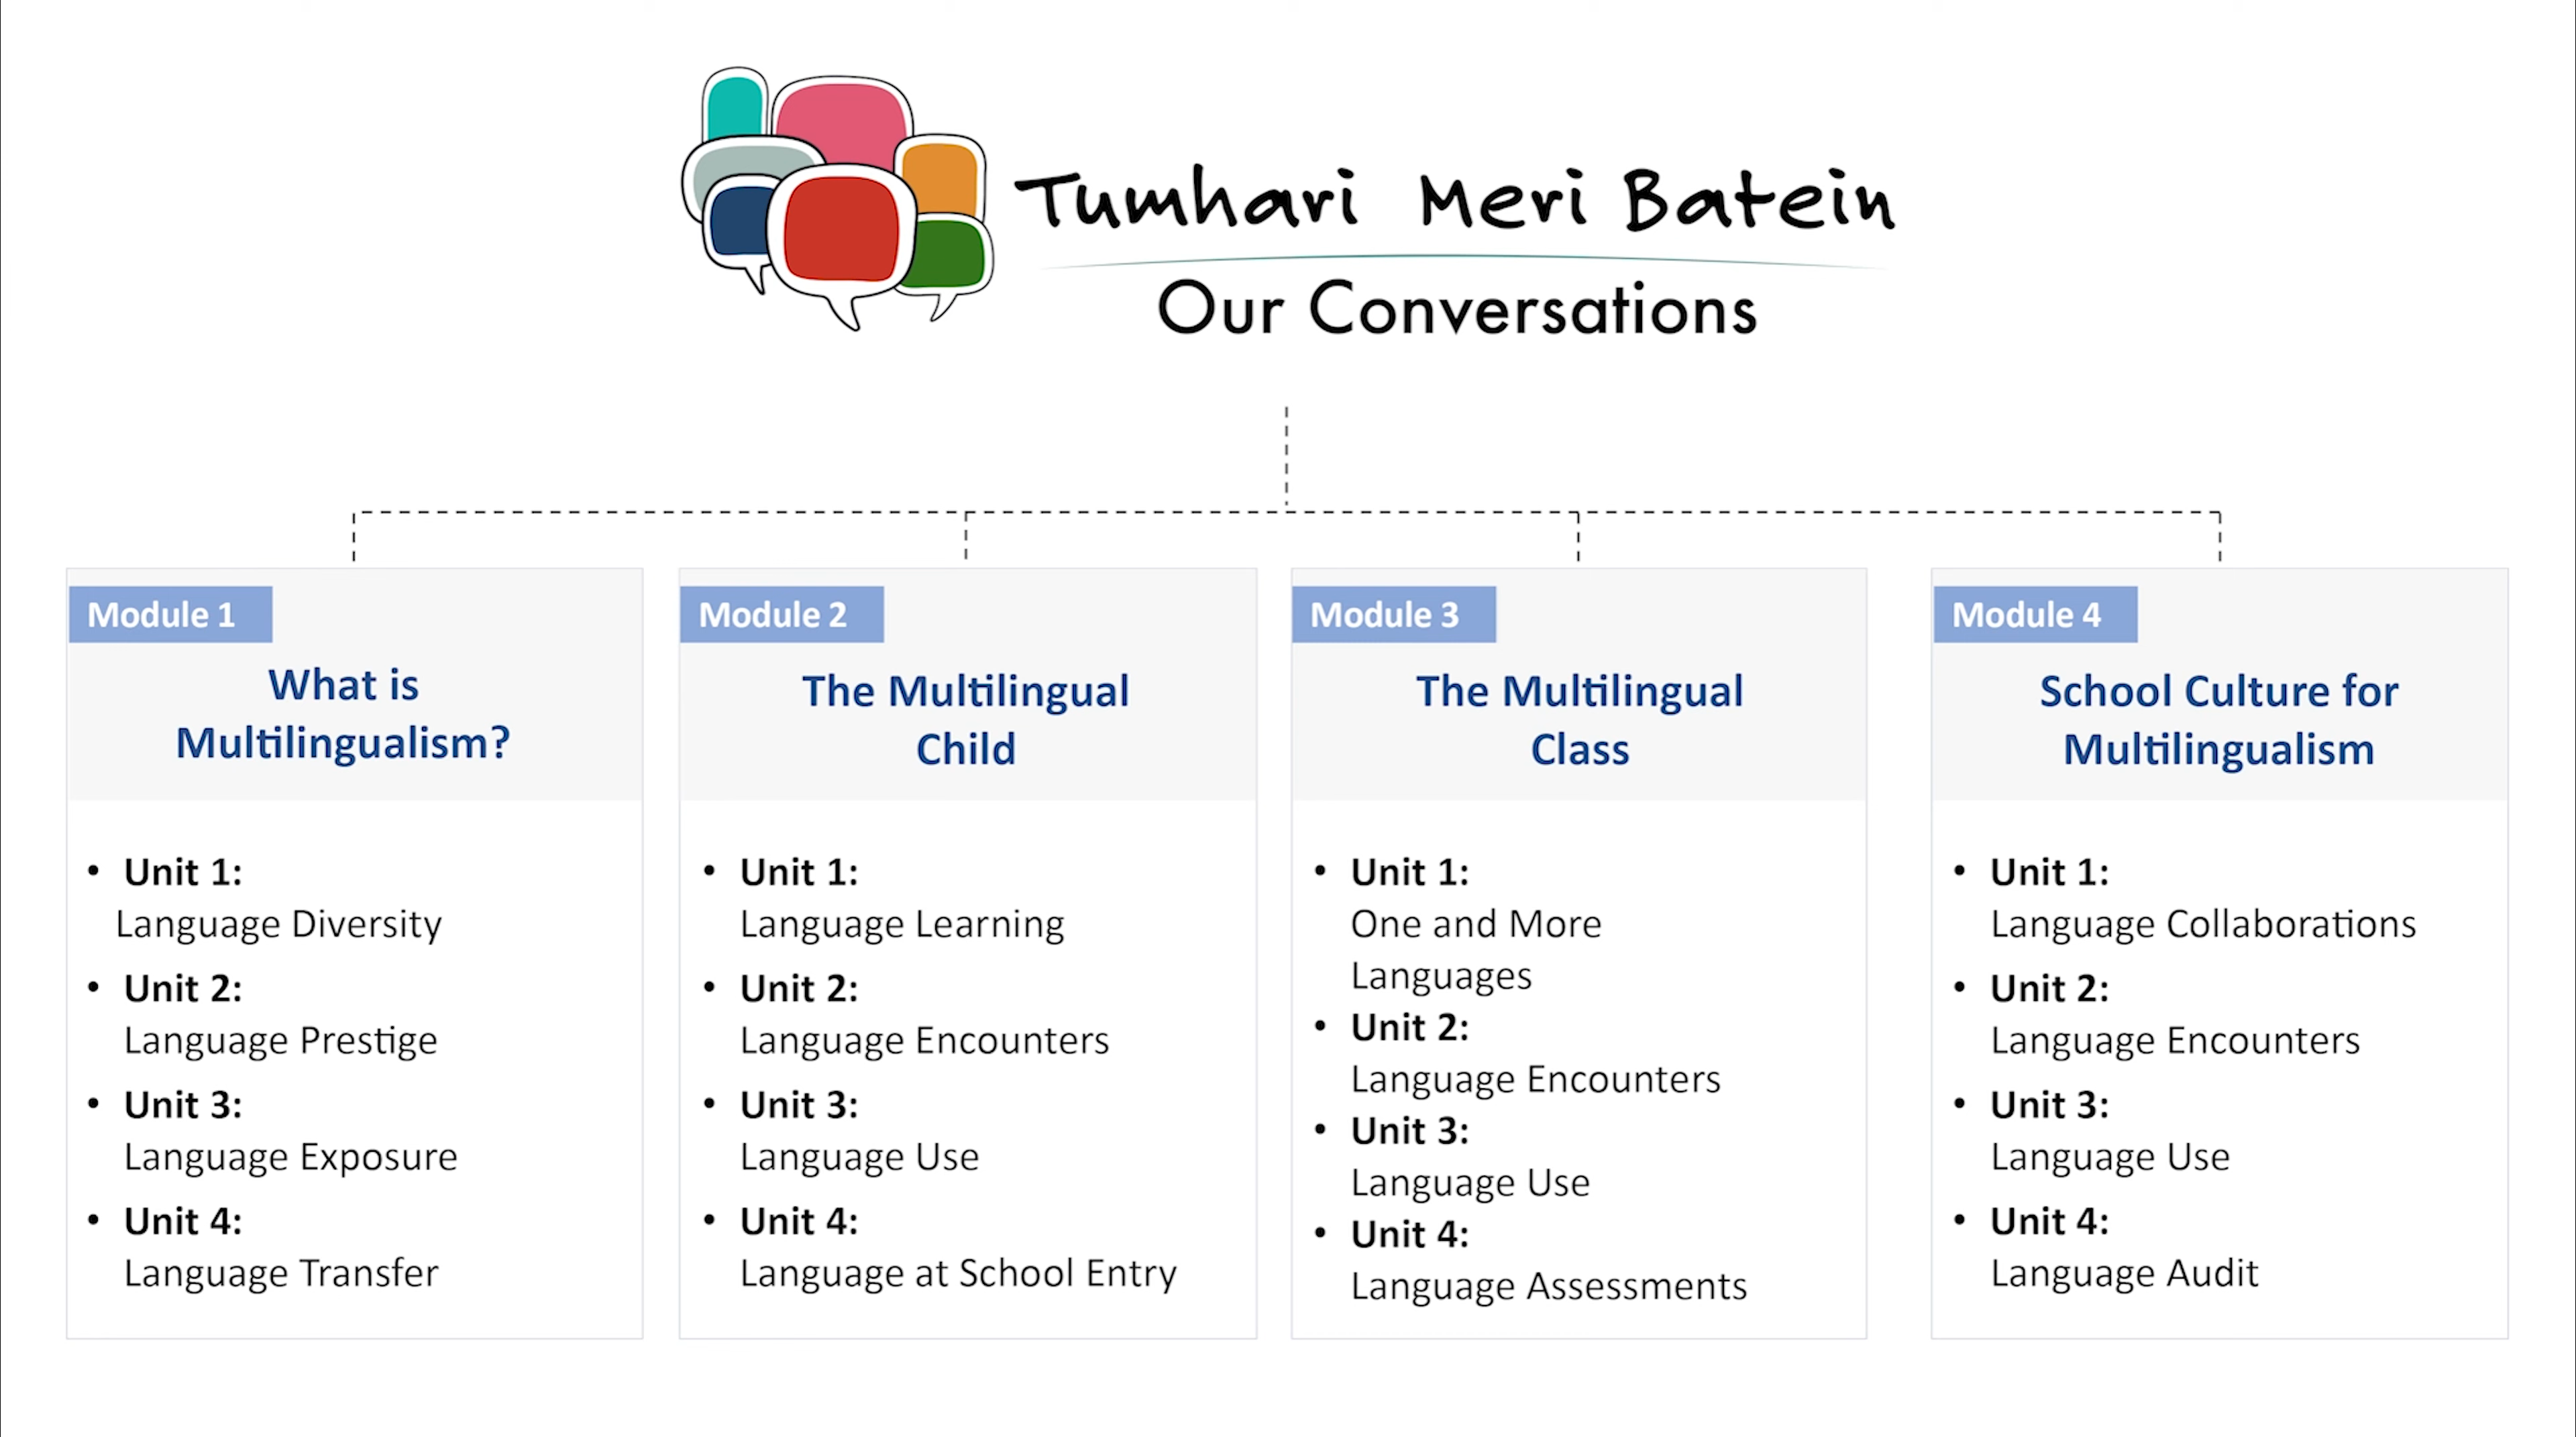 Tumhari Meri Batein
Our Conversations
Module 1
What is
Multilingualism?
• Unit 1:
Language Diversity
• Unit 2:
Language Prestige
• Unit 3:
Language Exposure
• Unit 4:
Language Transfer
Module 2
The Multilingual
Child
• Unit 1:
Language Learning
• Unit 2:
Language Encounters
• Unit 3:
Language Use
• Unit 4:
Language at School Entry
Module 3
The Multilingual
Class
• Unit 1:
One and More
Languages
• Unit 2:
Language Encounters
• Unit 3:
Language Use
• Unit 4:
Language Assessments
Module 4
School Culture for
Multilingualism
• Unit 1:
Language Collaborations
• Unit 2:
Language Encounters
• Unit 3:
Language Use
• Unit 4:
Language Audit